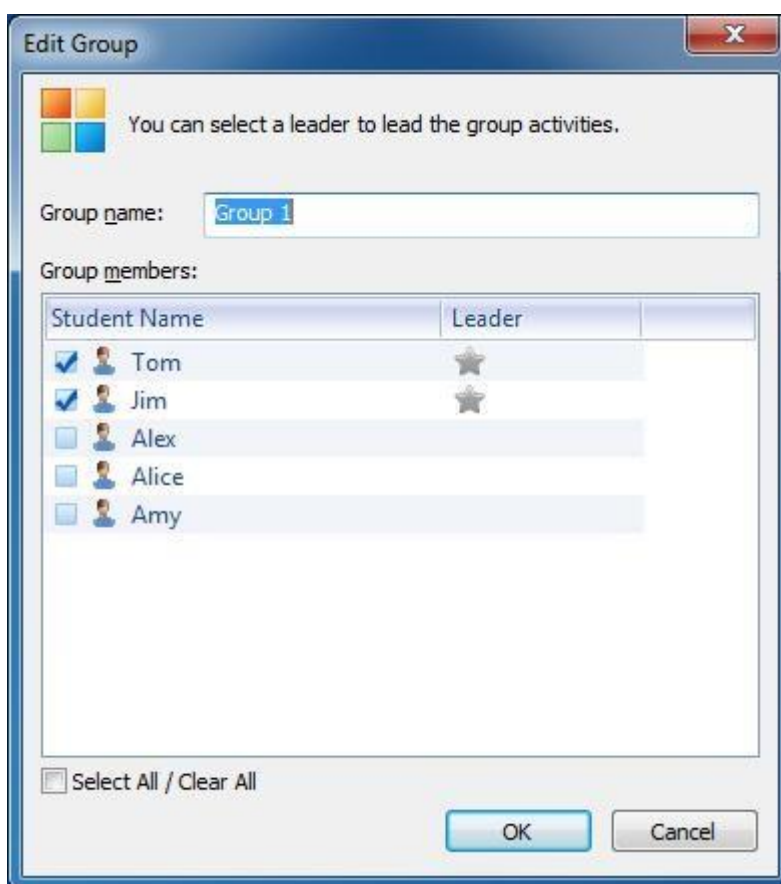 Edit Group
You can select a leader to lead the group activities.
Group name: Group 1
Group members:
Student Name Leader
Tom
Jim
Alex
Alice
Amy
Select All / Clear All
OK Cancel